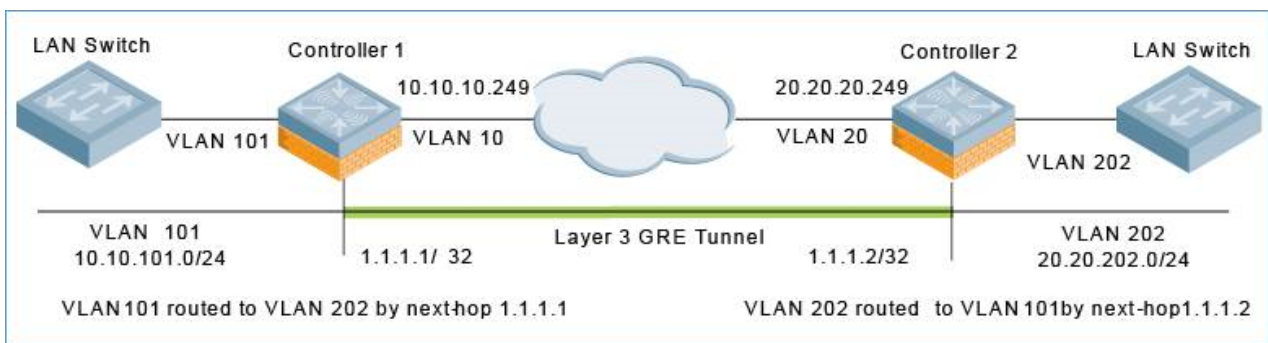 LAN Switch
Controller 1
Controller 2
LAN Switch
10.10.10.249
20.20.20.249
VLAN 101
VLAN 10
VLAN 20
VLAN 202
Layer 3 GRE Tunnel
VLAN 101
10.10.101.0/24
1.1.1.1/ 32
1.1.1.2/32
VLAN 202
20.20.202.0/24
VLAN101 routed to VLAN 202 by next-hop 1.1.1.1
VLAN 202 routed to VLAN101by next-hop1.1.1.2